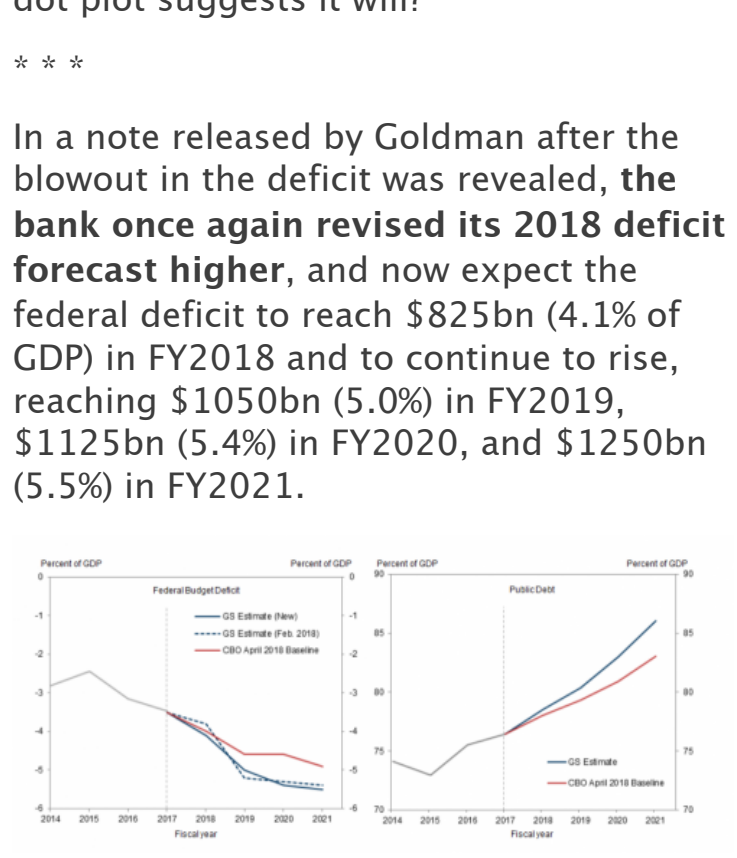 dot plot suggests it will?
* * *
In a note released by Goldman after the
blowout in the deficit was revealed, the
bank once again revised its 2018 deficit
forecast higher, and now expect the
federal deficit to reach $825bn (4.1% of
GDP) in FY2018 and to continue to rise,
reaching $1050bn (5.0%) in FY2019,
$1125bn (5.4%) in FY2020, and $1250bn
(5.5%) in FY2021.
Percent of GDP
Percent of GDP
Federal Budget Deficit
GS Estimate (New)
GS Estimate (Feb. 2018)
CBO April 2018 Baseline
0
-1
-2
-3
-4
-5
-6
0
-1
-2
-3
-4
-5
-6
2014 2015 2016 2017 2018 2019 2020 2021
Fiscal year
Percent of GDP
Percent of GDP
Public Debt
90
85
80
75
70
90
85
80
75
70
GS Estimate
CBO April 2018 Baseline
2014 2015 2016 2017 2018 2019 2020 2021
Fiscal year